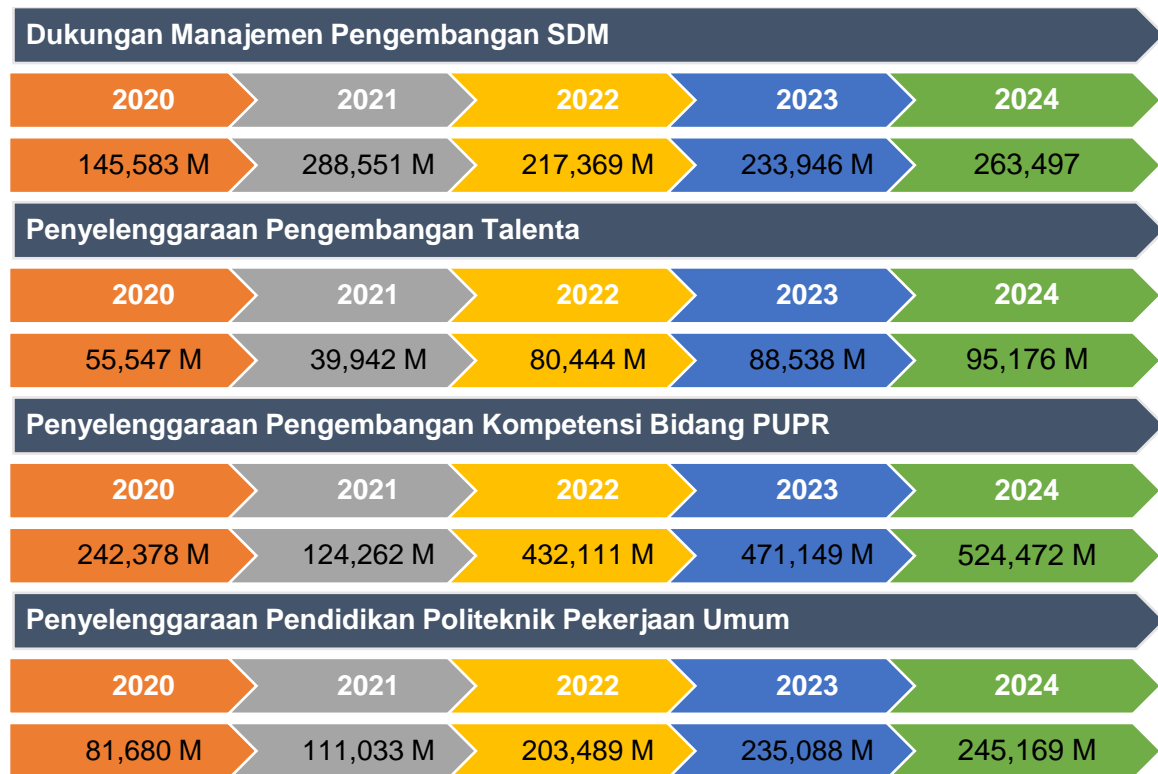 Dukungan Manajemen Pengembangan SDM
2020 2021 2022 2023 2024
145,583 M 288,551 M 217,369 M 233,946 M 263,497
Penyelenggaraan Pengembangan Talenta
2020 2021 2022 2023 2024
55,547 M 39,942 M 80,444 M 88,538 M 95,176 M
Penyelenggaraan Pengembangan Kompetensi Bidang PUPR
2020 2021 2022 2023 2024
242,378 M 124,262 M 432,111 M 471,149 M 524,472 M
Penyelenggaraan Pendidikan Politeknik Pekerjaan Umum
2020 2021 2022 2023 2024
81,680 M 111,033 M 203,489 M 235,088 M 245,169 M